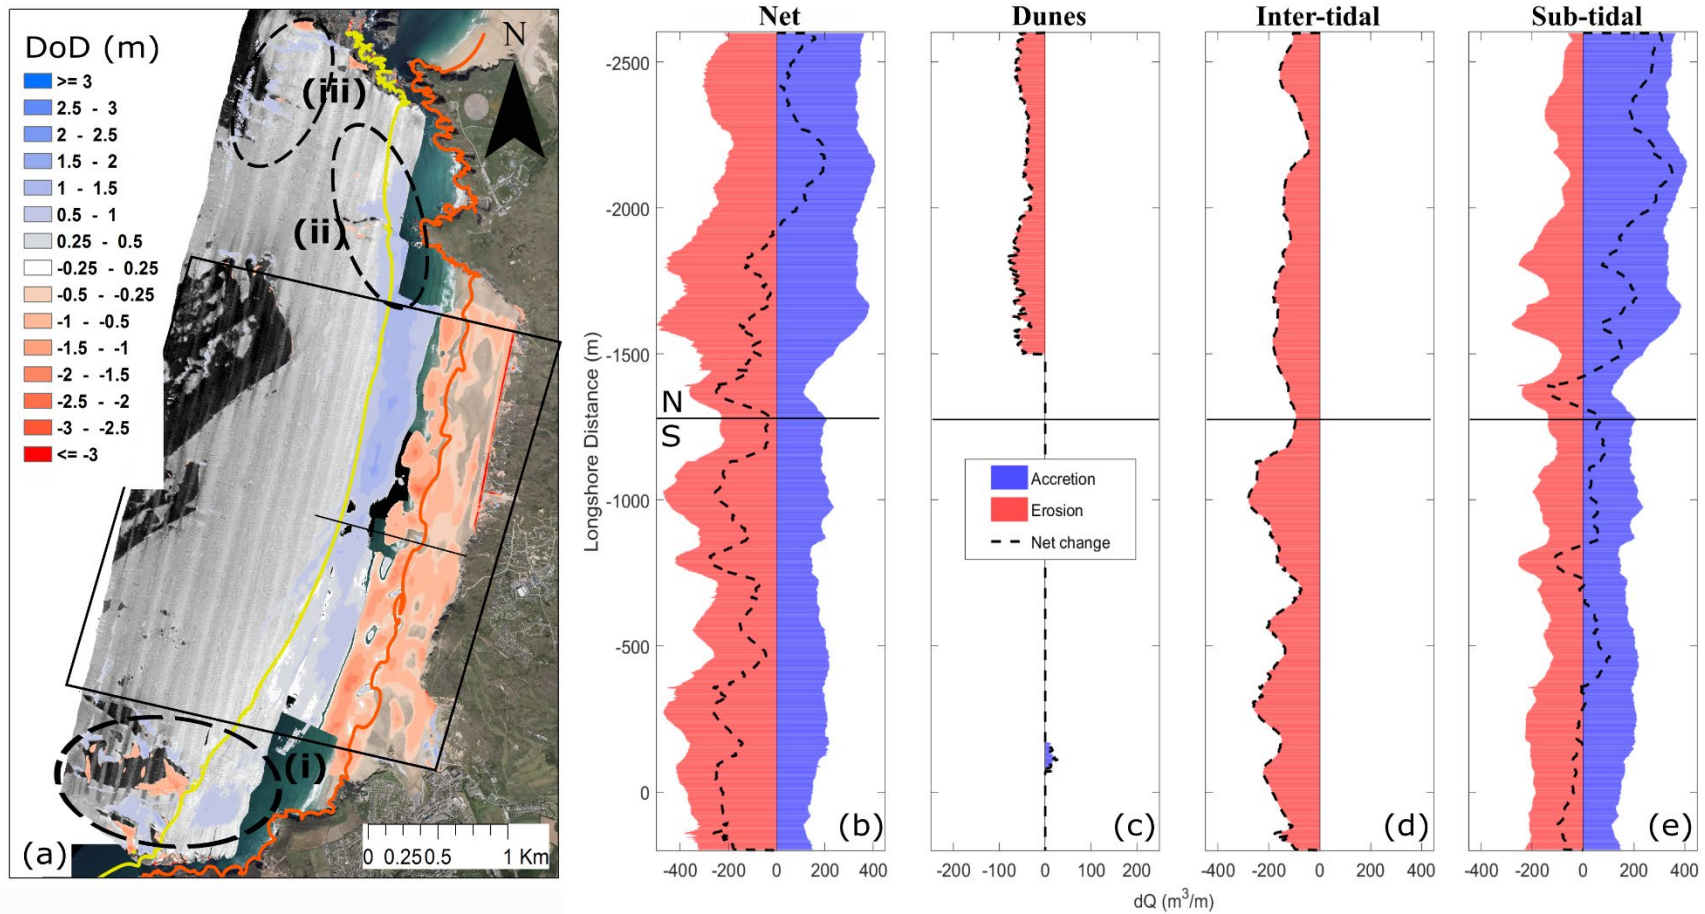 DoD (m)
>= 3
2.5 - 3
2 - 2.5
1.5 - 2
1 - 1.5
0.5 - 1
0.25 - 0.5
-0.25 - 0.25
-0.5 - -0.25
-1 - -0.5
-1.5 - -1
-2 - -1.5
-2.5 - -2
-3 - -2.5
<= -3
N
(iii)
(ii)
(i)
(a)
0 0.25 0.5 1 Km
Net
Dunes
Inter-tidal
Sub-tidal
Longshore Distance (m)
-2500
-2000
-1500
-1000
-500
0
N
S
Accretion
Erosion
Net change
(b)
(c)
(d)
(e)
-400 -200 0 200 400
-200 -100 0 100 200
-400 -200 0 200 400
-400 -200 0 200 400
dQ (m³/m)